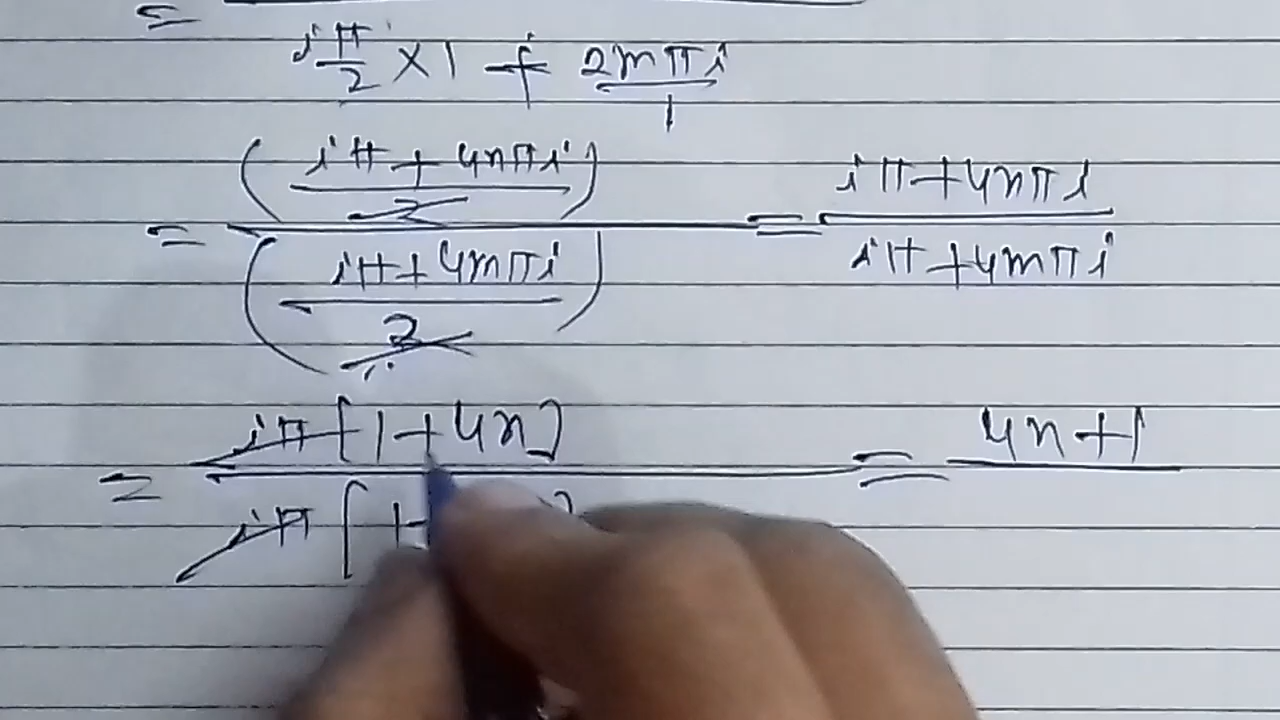 =
iπ/2 × 1 + 2mπi/1
= ((iπ + 4nπi)/2) / ((iπ + 4mπi)/2) = (iπ + 4nπi) / (iπ + 4mπi)
= iπ[1 + 4n] / iπ[1 + ] = 4n + 1